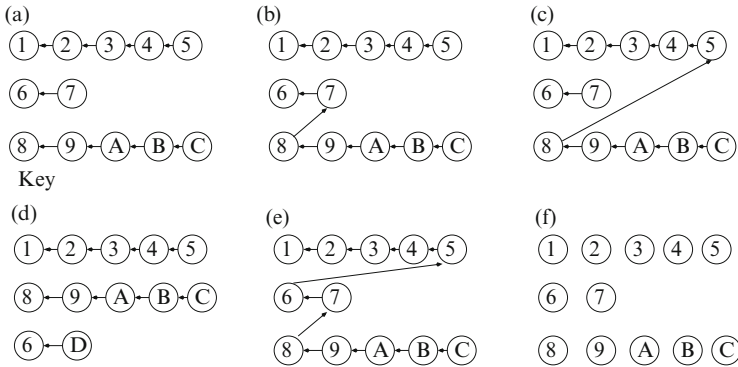 (a) (b) (c)
1 2 3 4 5 1 2 3 4 5 1 2 3 4 5
6 7 6 7 6 7
8 9 A B C 8 9 A B C 8 9 A B C
Key
(d) (e) (f)
1 2 3 4 5 1 2 3 4 5 1 2 3 4 5
8 9 A B C 6 7 6 7
6 D 8 9 A B C 8 9 A B C